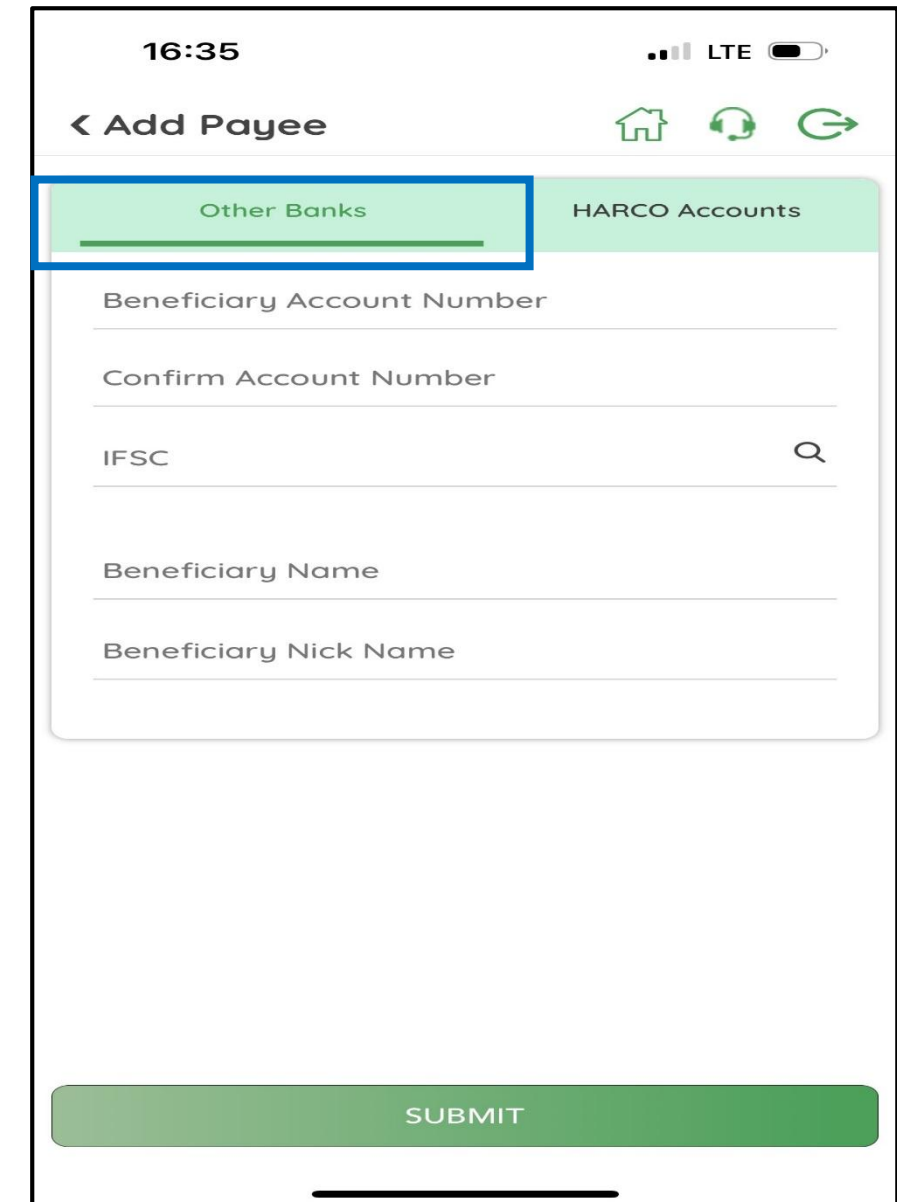 16:35 LTE
< Add Payee
Other Banks HARCO Accounts
Beneficiary Account Number
Confirm Account Number
IFSC
Beneficiary Name
Beneficiary Nick Name
SUBMIT